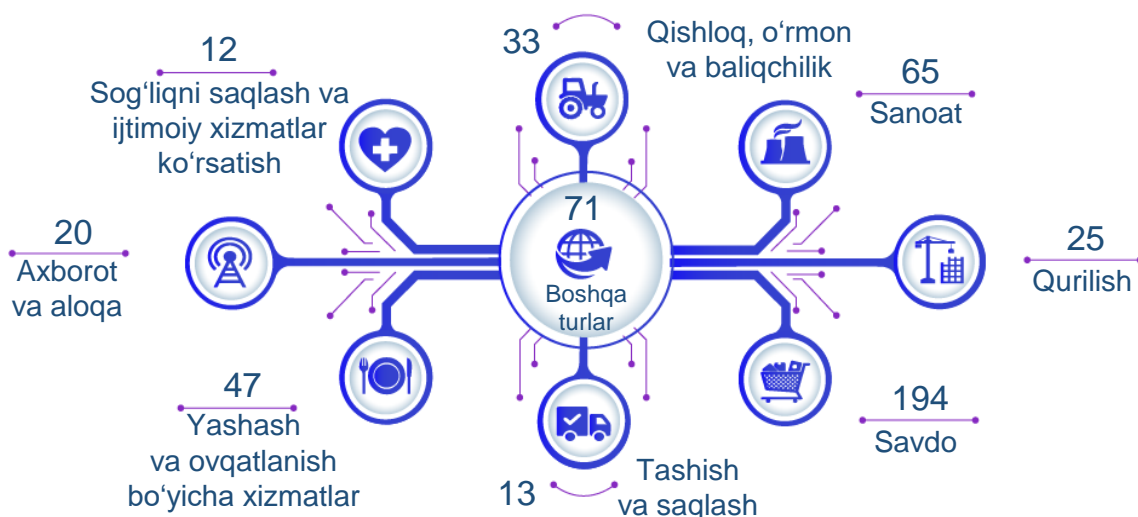 12
Sog‘liqni saqlash va
ijtimoiy xizmatlar
ko‘rsatish
33
Qishloq, o‘rmon
va baliqchilik
65
Sanoat
20
Axborot
va aloqa
71
Boshqa
turlar
25
Qurilish
47
Yashash
va ovqatlanish
bo‘yicha xizmatlar
13
Tashish
va saqlash
194
Savdo